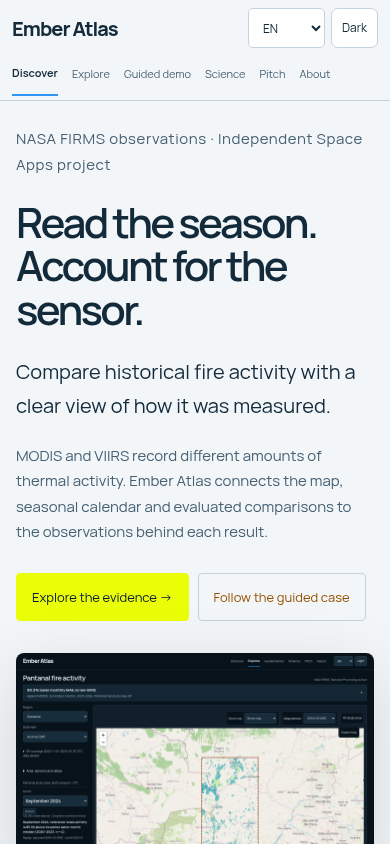 Ember Atlas
EN
Dark
Discover Explore Guided demo Science Pitch About
NASA FIRMS observations · Independent Space
Apps project
Read the season.
Account for the
sensor.
Compare historical fire activity with a
clear view of how it was measured.
MODIS and VIIRS record different amounts of
thermal activity. Ember Atlas connects the map,
seasonal calendar and evaluated comparisons to
the observations behind each result.
Explore the evidence →
Follow the guided case
Ember Atlas
Pantanal fire activity
September 2024